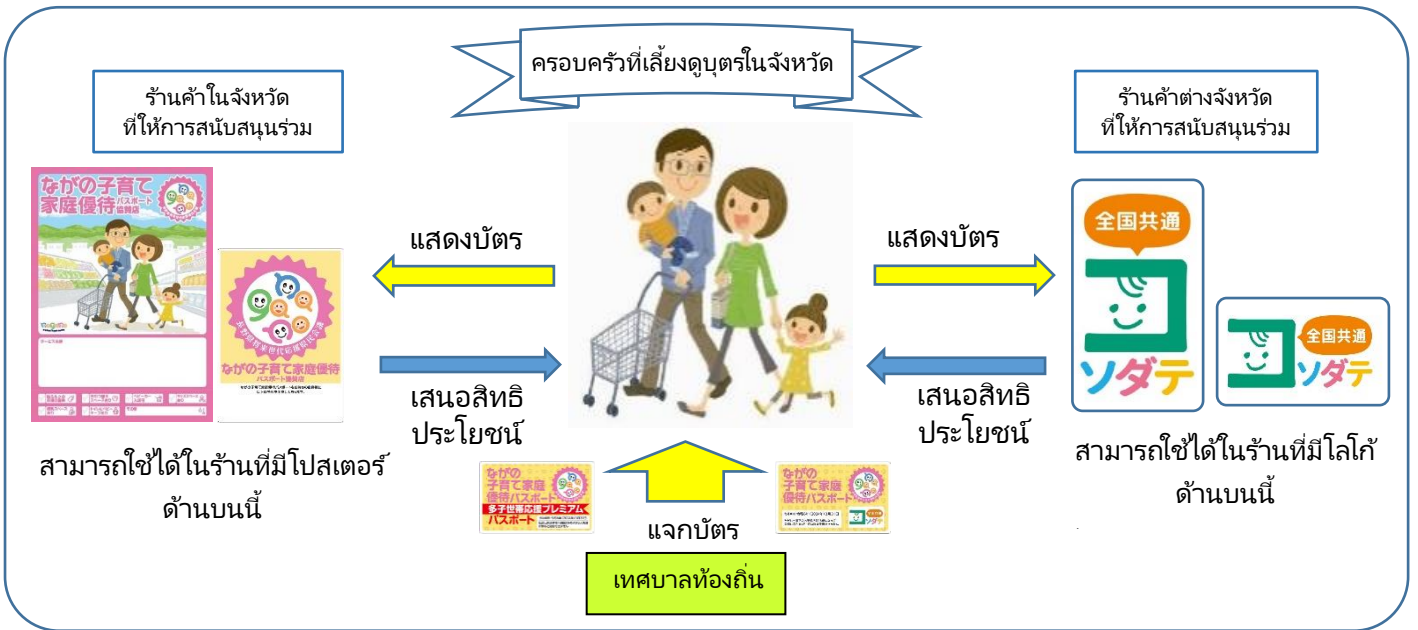 ครอบครัวที่เลี้ยงดูบุตรในจังหวัด
ร้านค้าในจังหวัด
ที่ให้การสนับสนุนร่วม
ร้านค้าต่างจังหวัด
ที่ให้การสนับสนุนร่วม
ながの子育て
家庭優待パスポート
協賛店
ながの子育て家庭優待
パスポート協賛店
แสดงบัตร
แสดงบัตร
เสนอสิทธิ
ประโยชน์
เสนอสิทธิ
ประโยชน์
全国共通
コ
ソダテ
全国共通
コ
ソダテ
สามารถใช้ได้ในร้านที่มีโปสเตอร์
ด้านบนนี้
สามารถใช้ได้ในร้านที่มีโลโก้
ด้านบนนี้
ながの
子育て家庭
優待パスポート
多子世帯応援プレミアム
パスポート
ながの
子育て家庭
優待パスポート
全国共通
コソダテ
แจกบัตร
เทศบาลท้องถิ่น